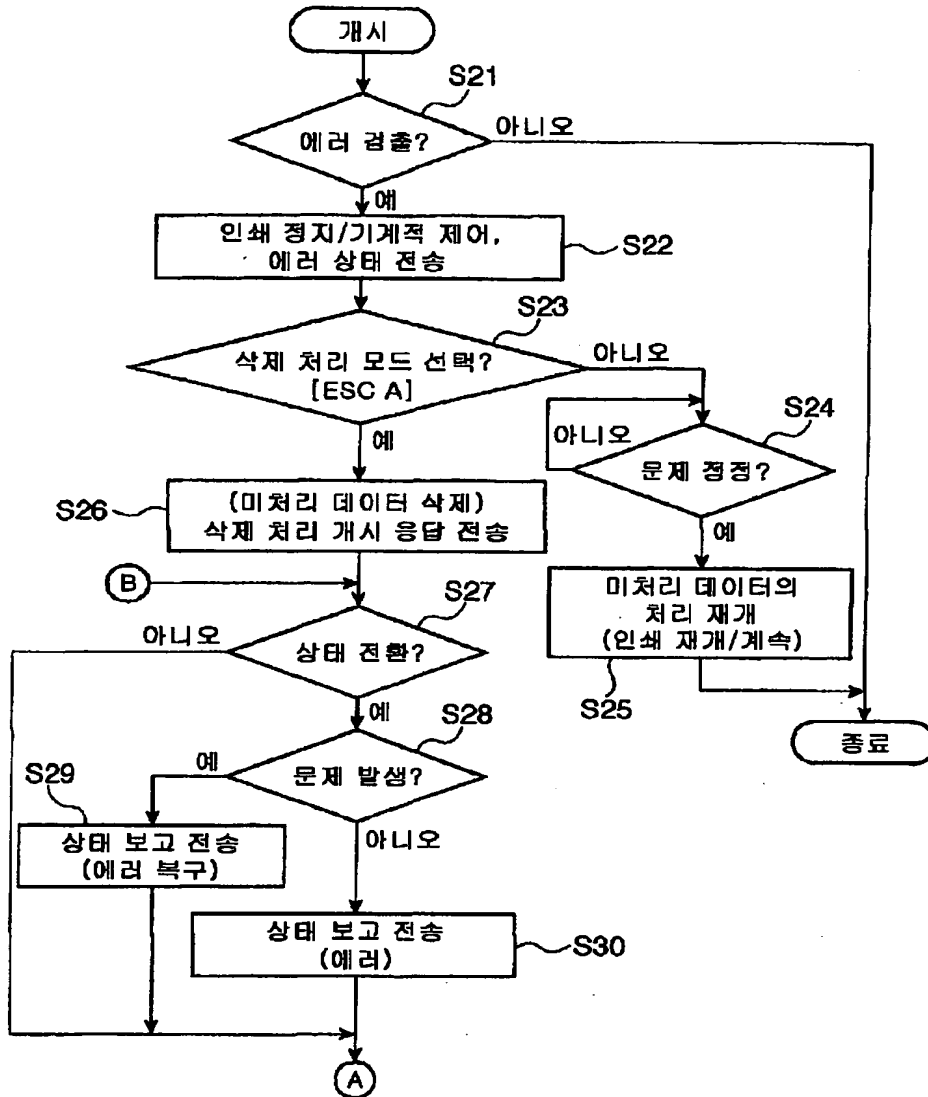 개시
S21
에러 검출?
아니오
예
인쇄 정지/기계적 제어,
에러 상태 전송
S22
S23
삭제 처리 모드 선택?
[ESC A]
아니오
예
S24
아니오
문제 정정?
예
S26
(미처리 데이터 삭제)
삭제 처리 개시 응답 전송
미처리 데이터의
처리 재개
(인쇄 재개/계속)
S25
B
S27
아니오
상태 전환?
예
종료
S28
문제 발생?
예
아니오
S29
상태 보고 전송
(에러 복구)
상태 보고 전송
(에러)
S30
A